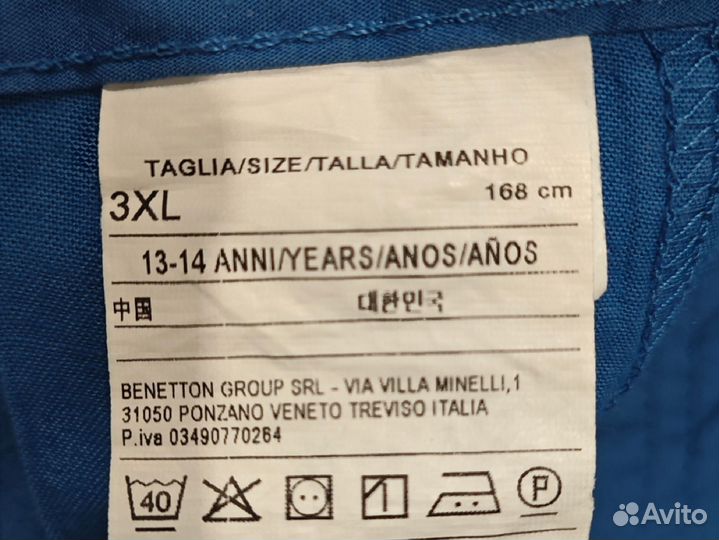 TAGLIA/SIZE/TALLA/TAMANHO
3XL 168 cm
13-14 ANNI/YEARS/ANOS/AÑOS
中国 대한민국
BENETTON GROUP SRL - VIA VILLA MINELLI,1
31050 PONZANO VENETO TREVISO ITALIA
P.iva 03490770264
40 P
Avito